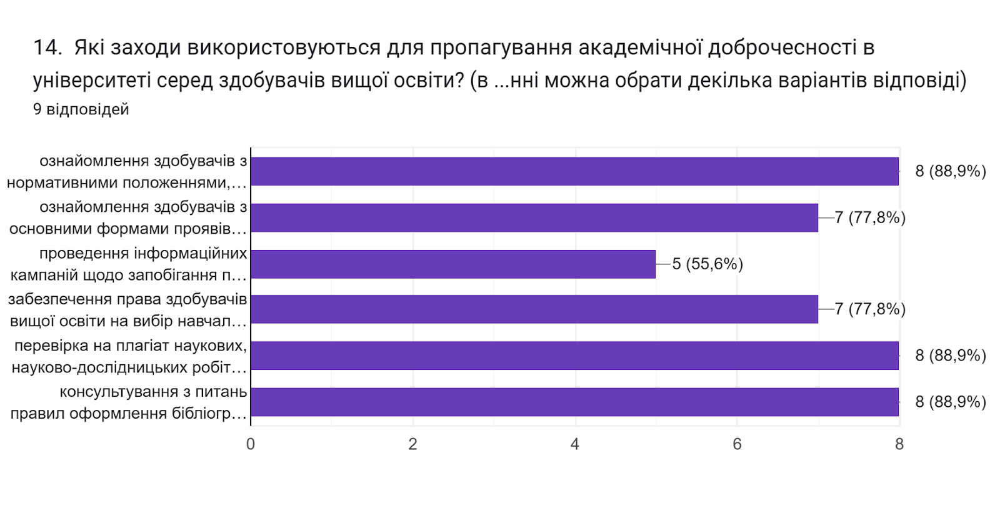 14.  Які заходи використовуються для пропагування академічної доброчесності в
університеті серед здобувачів вищої освіти? (в ...нні можна обрати декілька варіантів відповіді)
9 відповідей
ознайомлення здобувачів з
нормативними положеннями,…
8 (88,9%)
ознайомлення здобувачів з
основними формами проявів…
7 (77,8%)
проведення інформаційних
кампаній щодо запобігання п…
5 (55,6%)
забезпечення права здобувачів
вищої освіти на вибір навчал…
7 (77,8%)
перевірка на плагіат наукових,
науково-дослідницьких робіт…
8 (88,9%)
консультування з питань
правил оформлення бібліогр…
8 (88,9%)
0 2 4 6 8